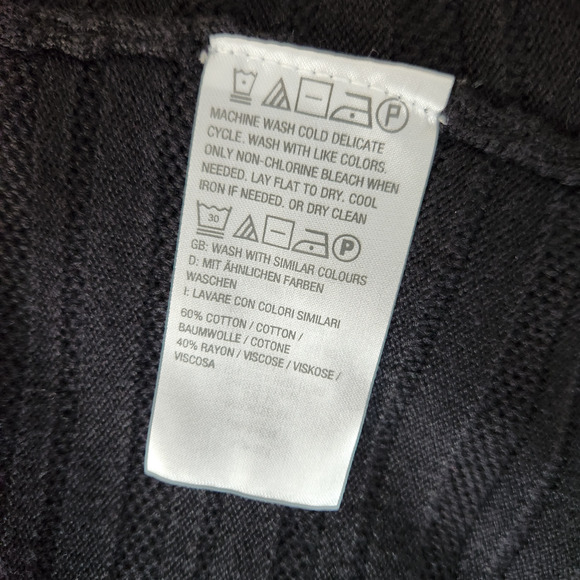 P
MACHINE WASH COLD DELICATE
CYCLE. WASH WITH LIKE COLORS.
ONLY NON-CHLORINE BLEACH WHEN
NEEDED. LAY FLAT TO DRY. COOL
IRON IF NEEDED. OR DRY CLEAN
30 P
GB: WASH WITH SIMILAR COLOURS
D: MIT ÄHNLICHEN FARBEN
WASCHEN
I: LAVARE CON COLORI SIMILARI
60% COTTON / COTTON /
BAUMWOLLE / COTONE
40% RAYON / VISCOSE / VISKOSE /
VISCOSA